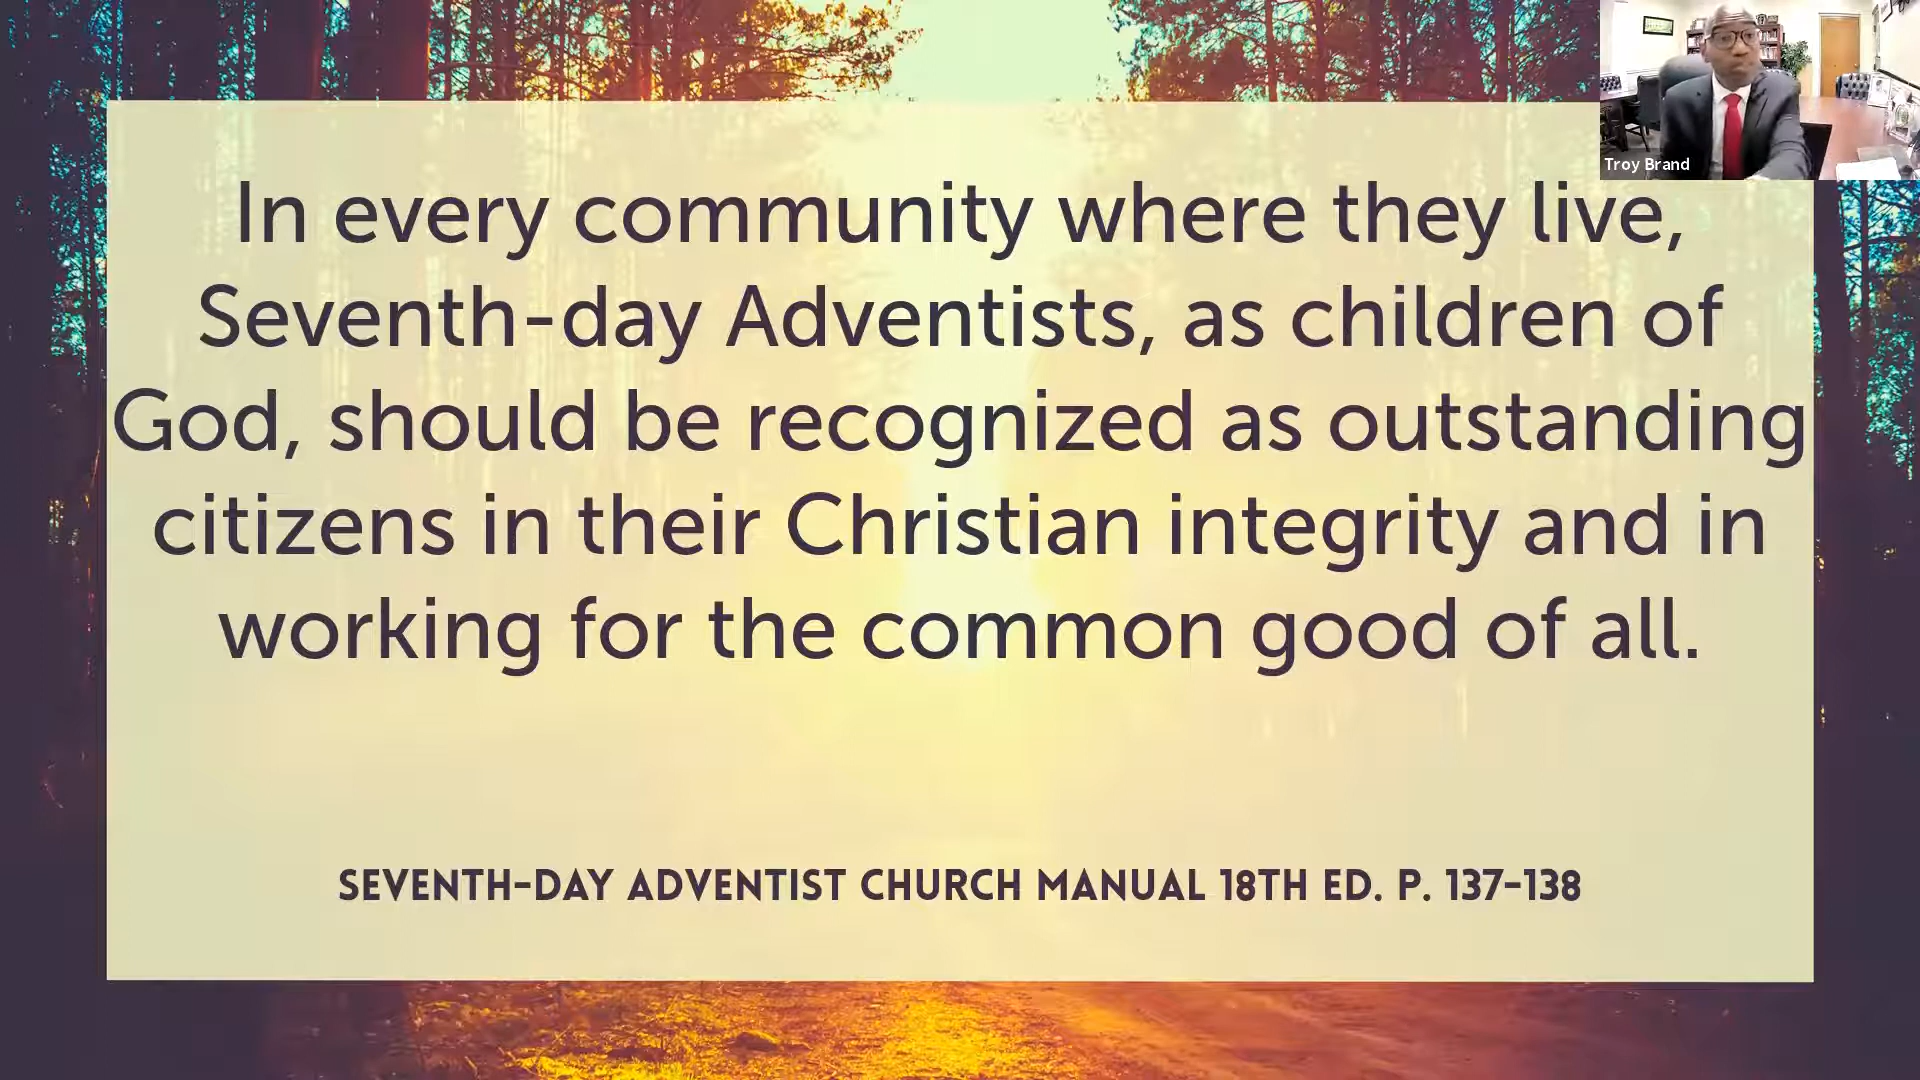 In every community where they live,
Seventh-day Adventists, as children of
God, should be recognized as outstanding
citizens in their Christian integrity and in
working for the common good of all.
SEVENTH-DAY ADVENTIST CHURCH MANUAL 18TH ED. P. 137-138
Troy Brand